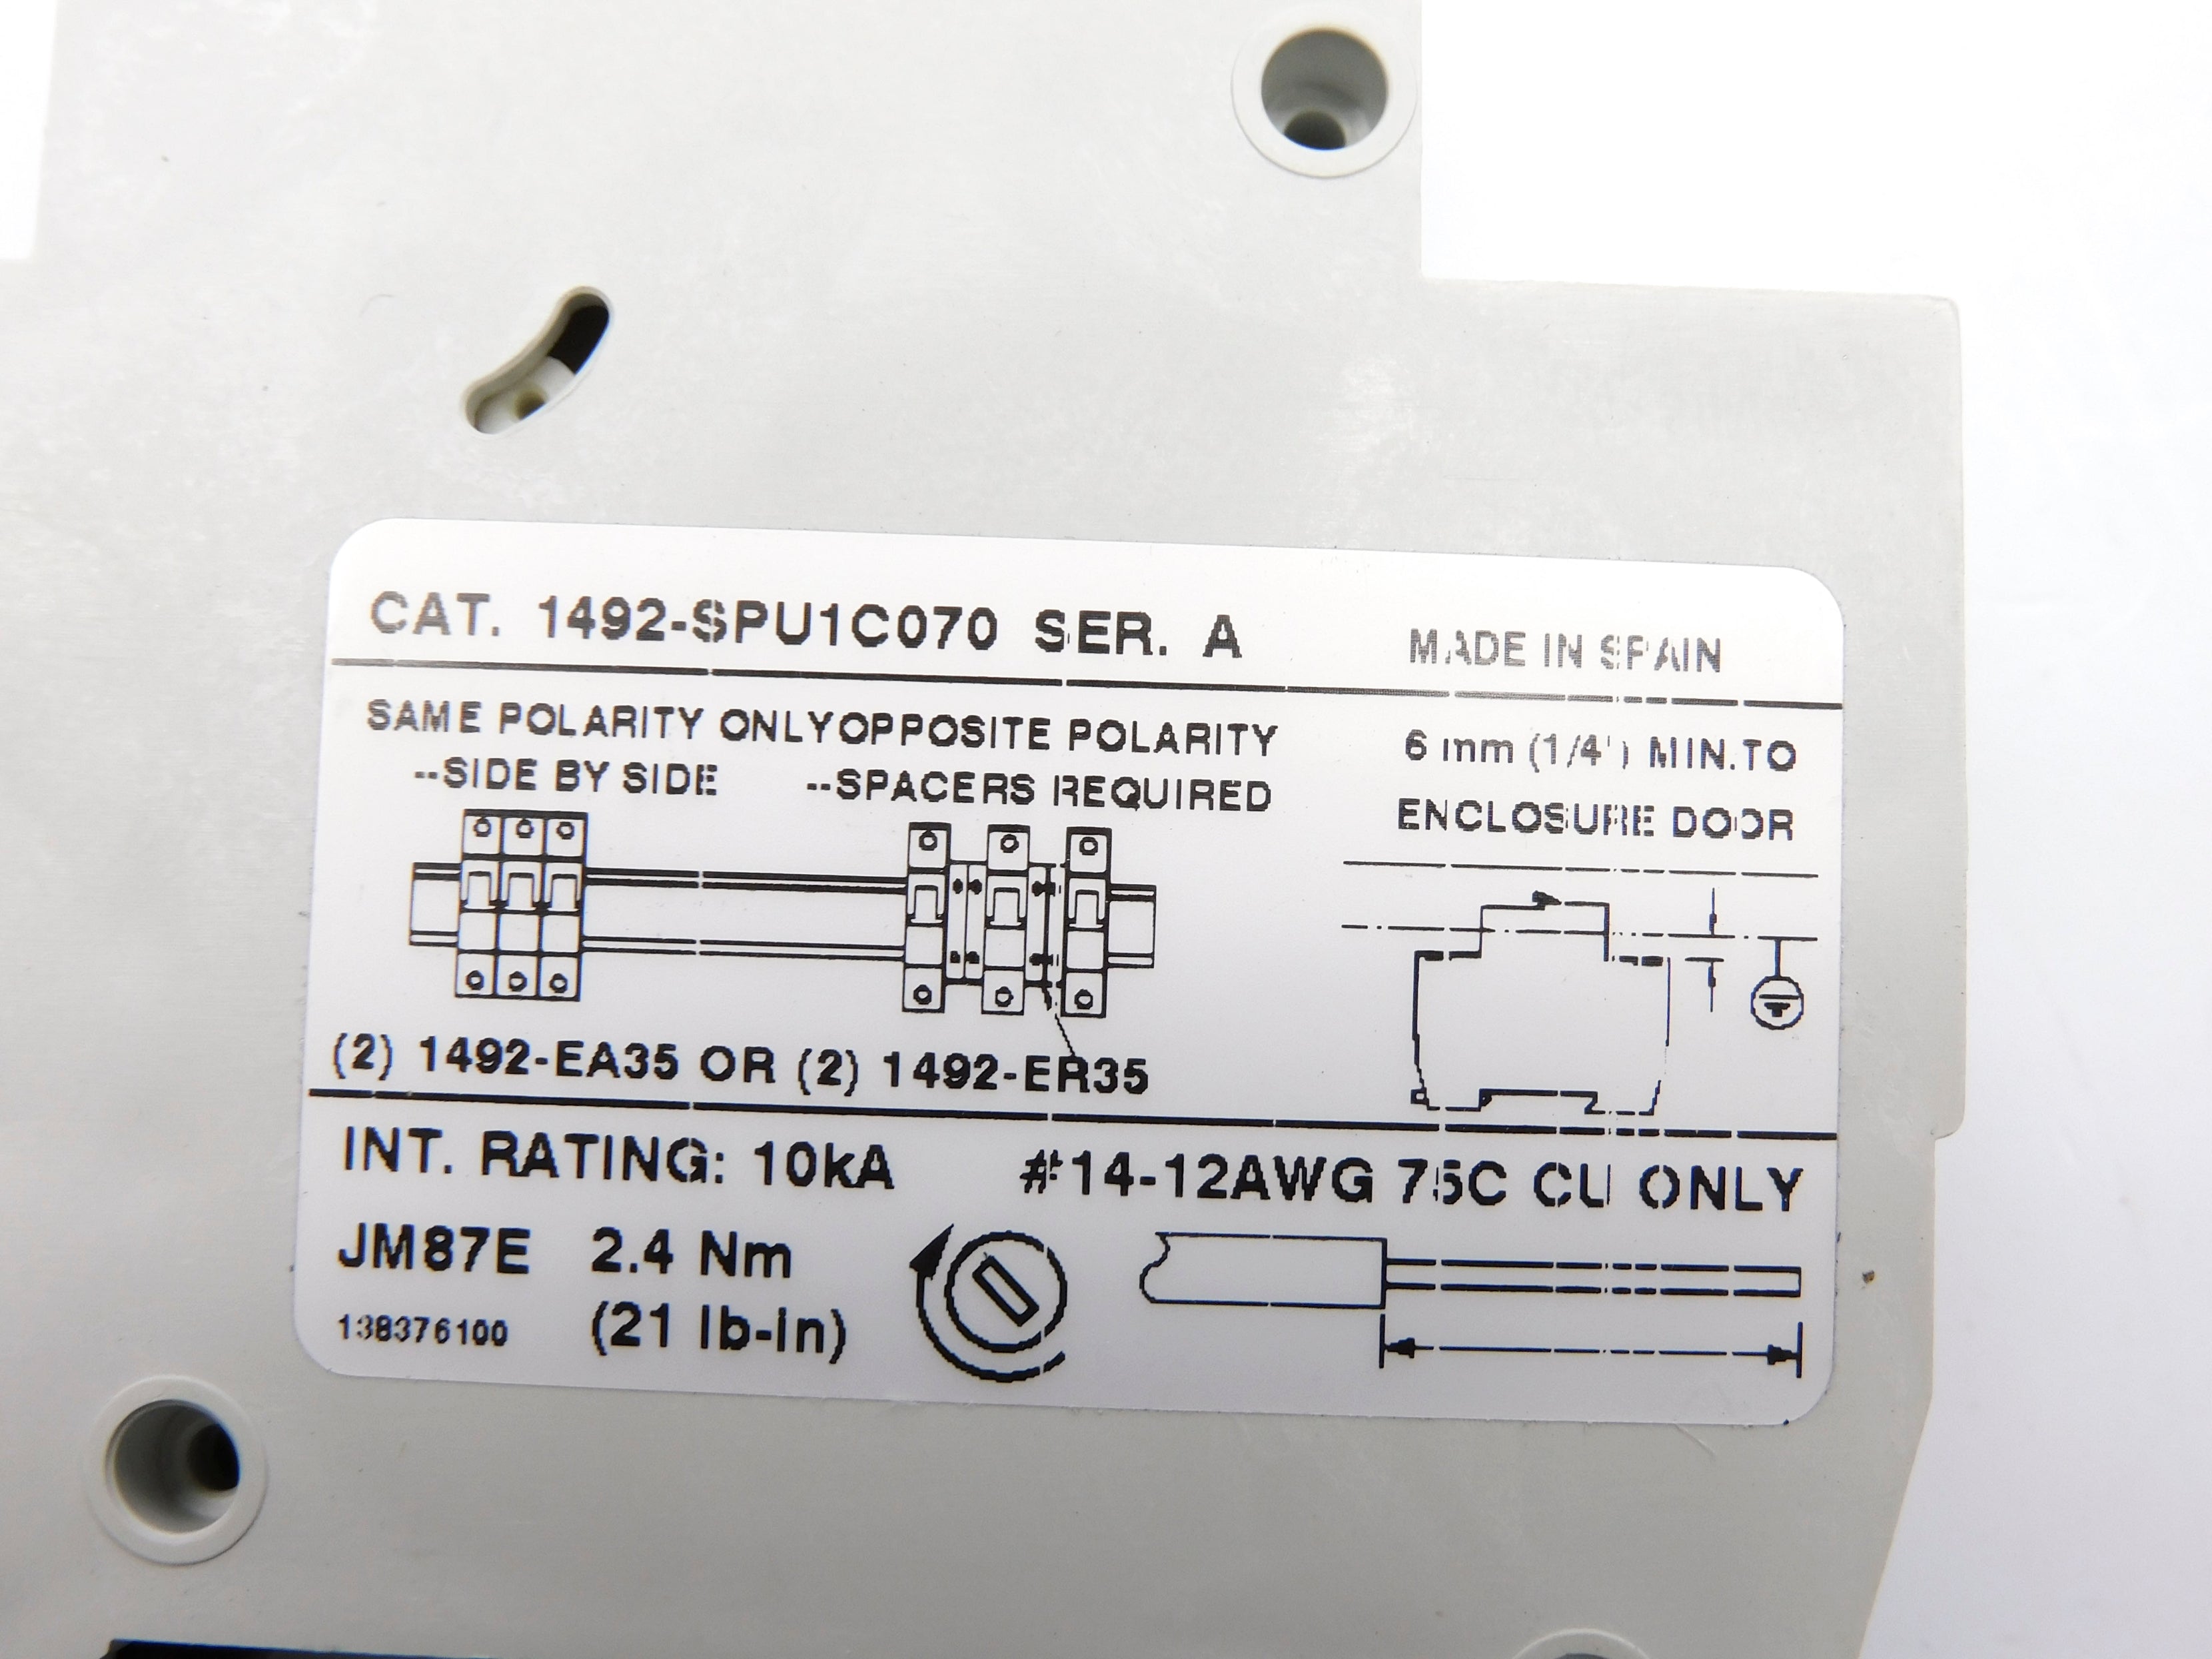 CAT. 1492-SPU1C070 SER. A
MADE IN SPAIN
SAME POLARITY ONLY
--SIDE BY SIDE
OPPOSITE POLARITY
--SPACERS REQUIRED
6 mm (1/4") MIN.TO
ENCLOSURE DOOR
(2) 1492-EA35 OR (2) 1492-ER35
INT. RATING: 10kA
#14-12AWG 75C CU ONLY
JM87E
138376100
2.4 Nm
(21 lb-in)